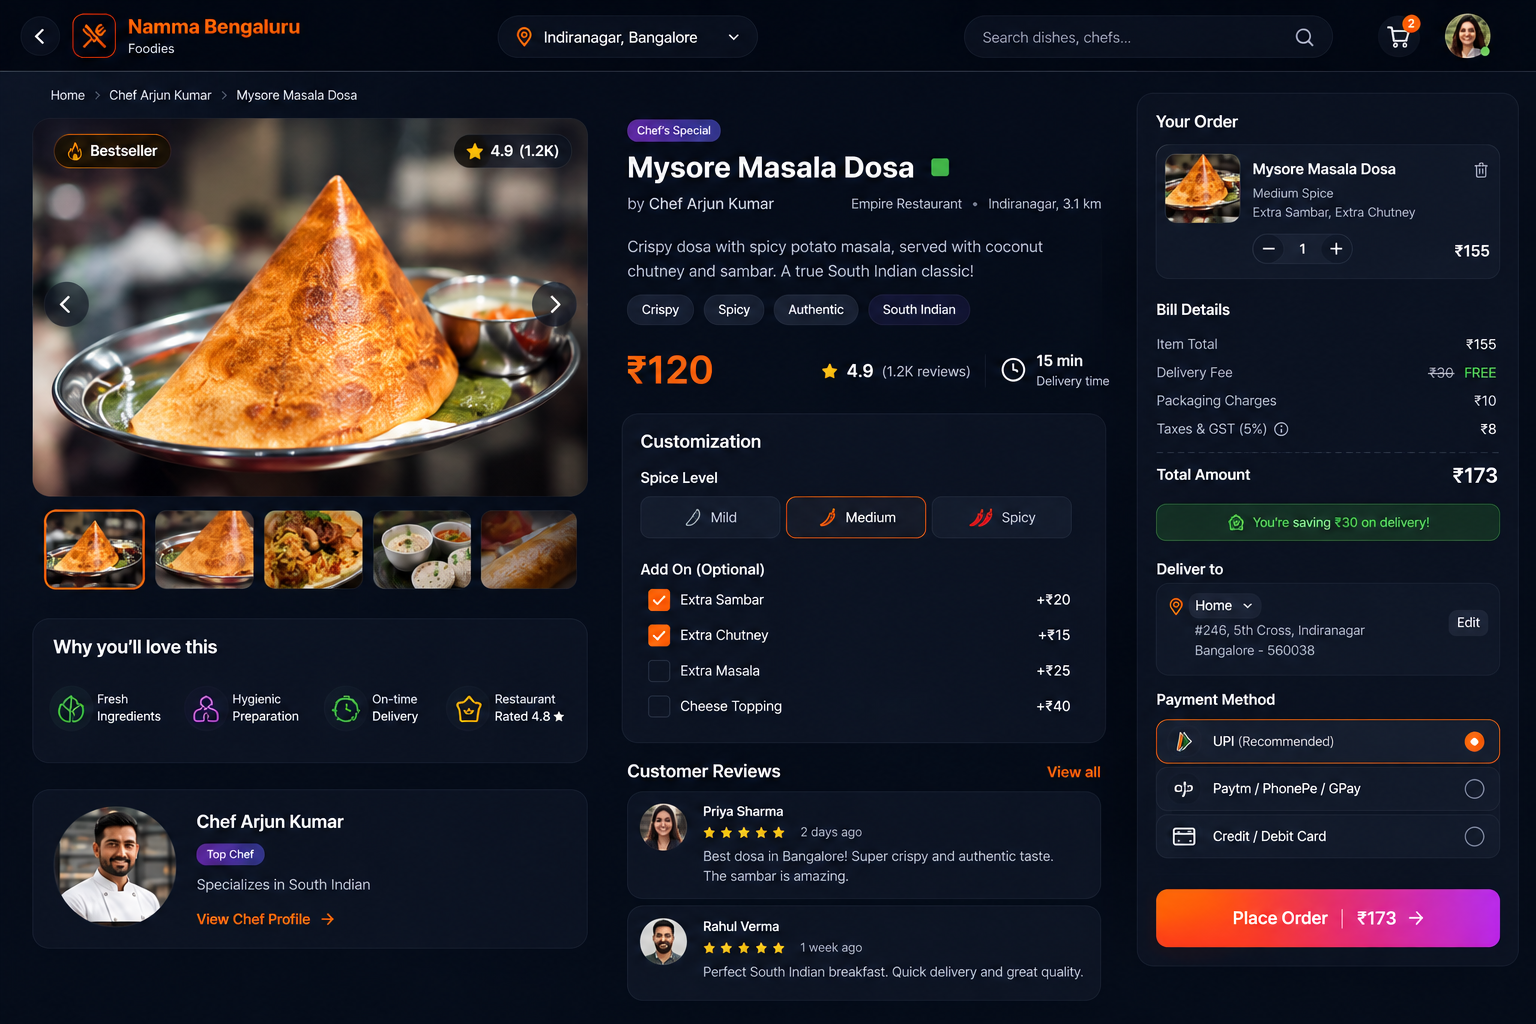 Namma Bengaluru
Foodies
Indiranagar, Bangalore
Search dishes, chefs...
2
Home > Chef Arjun Kumar > Mysore Masala Dosa
Bestseller
4.9 (1.2K)
Why you'll love this
Fresh
Ingredients
Hygienic
Preparation
On-time
Delivery
Restaurant
Rated 4.8 ★
Chef Arjun Kumar
Top Chef
Specializes in South Indian
View Chef Profile →
Chef's Special
Mysore Masala Dosa
by Chef Arjun Kumar
Empire Restaurant • Indiranagar, 3.1 km
Crispy dosa with spicy potato masala, served with coconut
chutney and sambar. A true South Indian classic!
Crispy
Spicy
Authentic
South Indian
₹120
4.9 (1.2K reviews)
15 min
Delivery time
Customization
Spice Level
Mild
Medium
Spicy
Add On (Optional)
Extra Sambar +₹20
Extra Chutney +₹15
Extra Masala +₹25
Cheese Topping +₹40
Customer Reviews
View all
Priya Sharma
2 days ago
Best dosa in Bangalore! Super crispy and authentic taste.
The sambar is amazing.
Rahul Verma
1 week ago
Perfect South Indian breakfast. Quick delivery and great quality.
Your Order
Mysore Masala Dosa
Medium Spice
Extra Sambar, Extra Chutney
− 1 +
₹155
Bill Details
Item Total ₹155
Delivery Fee ₹30 FREE
Packaging Charges ₹10
Taxes & GST (5%) ₹8
Total Amount ₹173
You're saving ₹30 on delivery!
Deliver to
Home
#246, 5th Cross, Indiranagar
Bangalore - 560038
Edit
Payment Method
UPI (Recommended)
Paytm / PhonePe / GPay
Credit / Debit Card
Place Order | ₹173 →